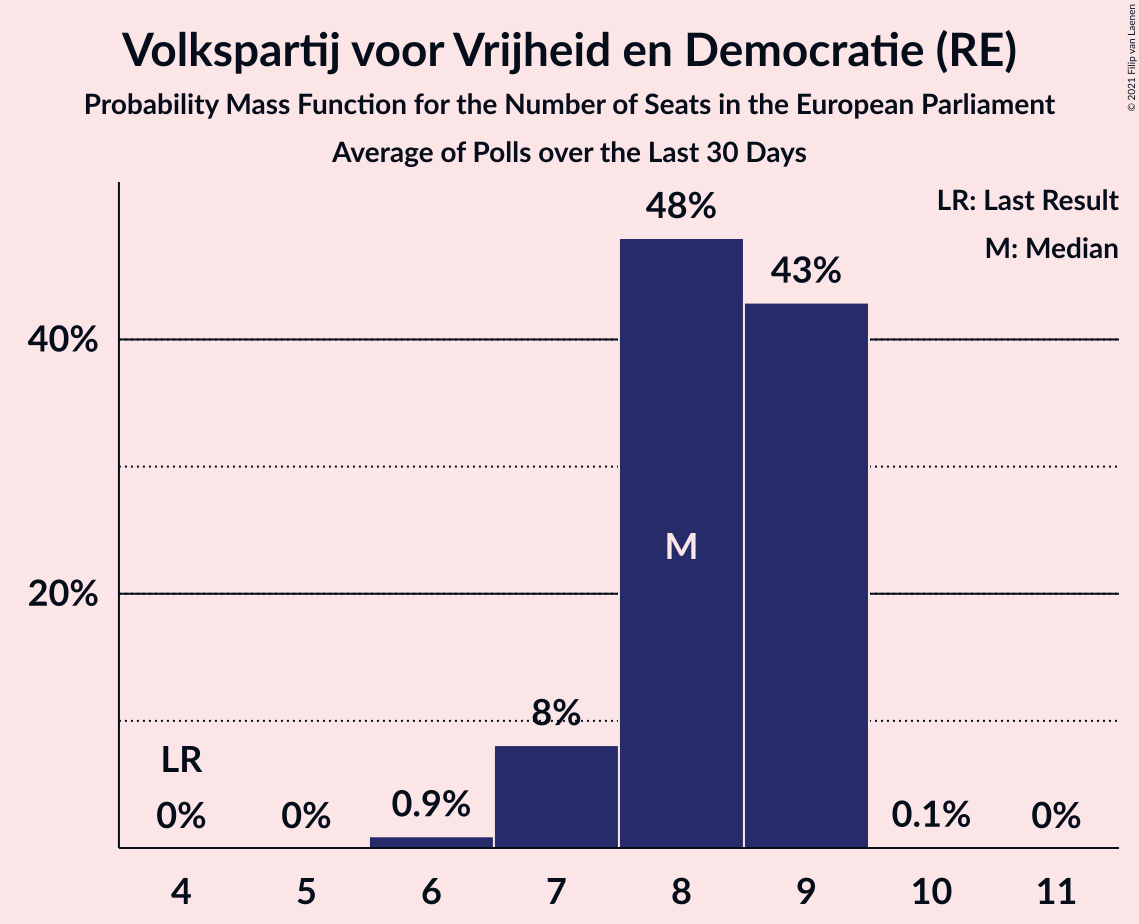 Volkspartij voor Vrijheid en Democratie (RE)
Probability Mass Function for the Number of Seats in the European Parliament
Average of Polls over the Last 30 Days
© 2021 Filip van Laenen
LR: Last Result
M: Median
48%
43%
40%
M
20%
8%
LR
0%
0%
0.9%
0.1%
0%
4
5
6
7
8
9
10
11